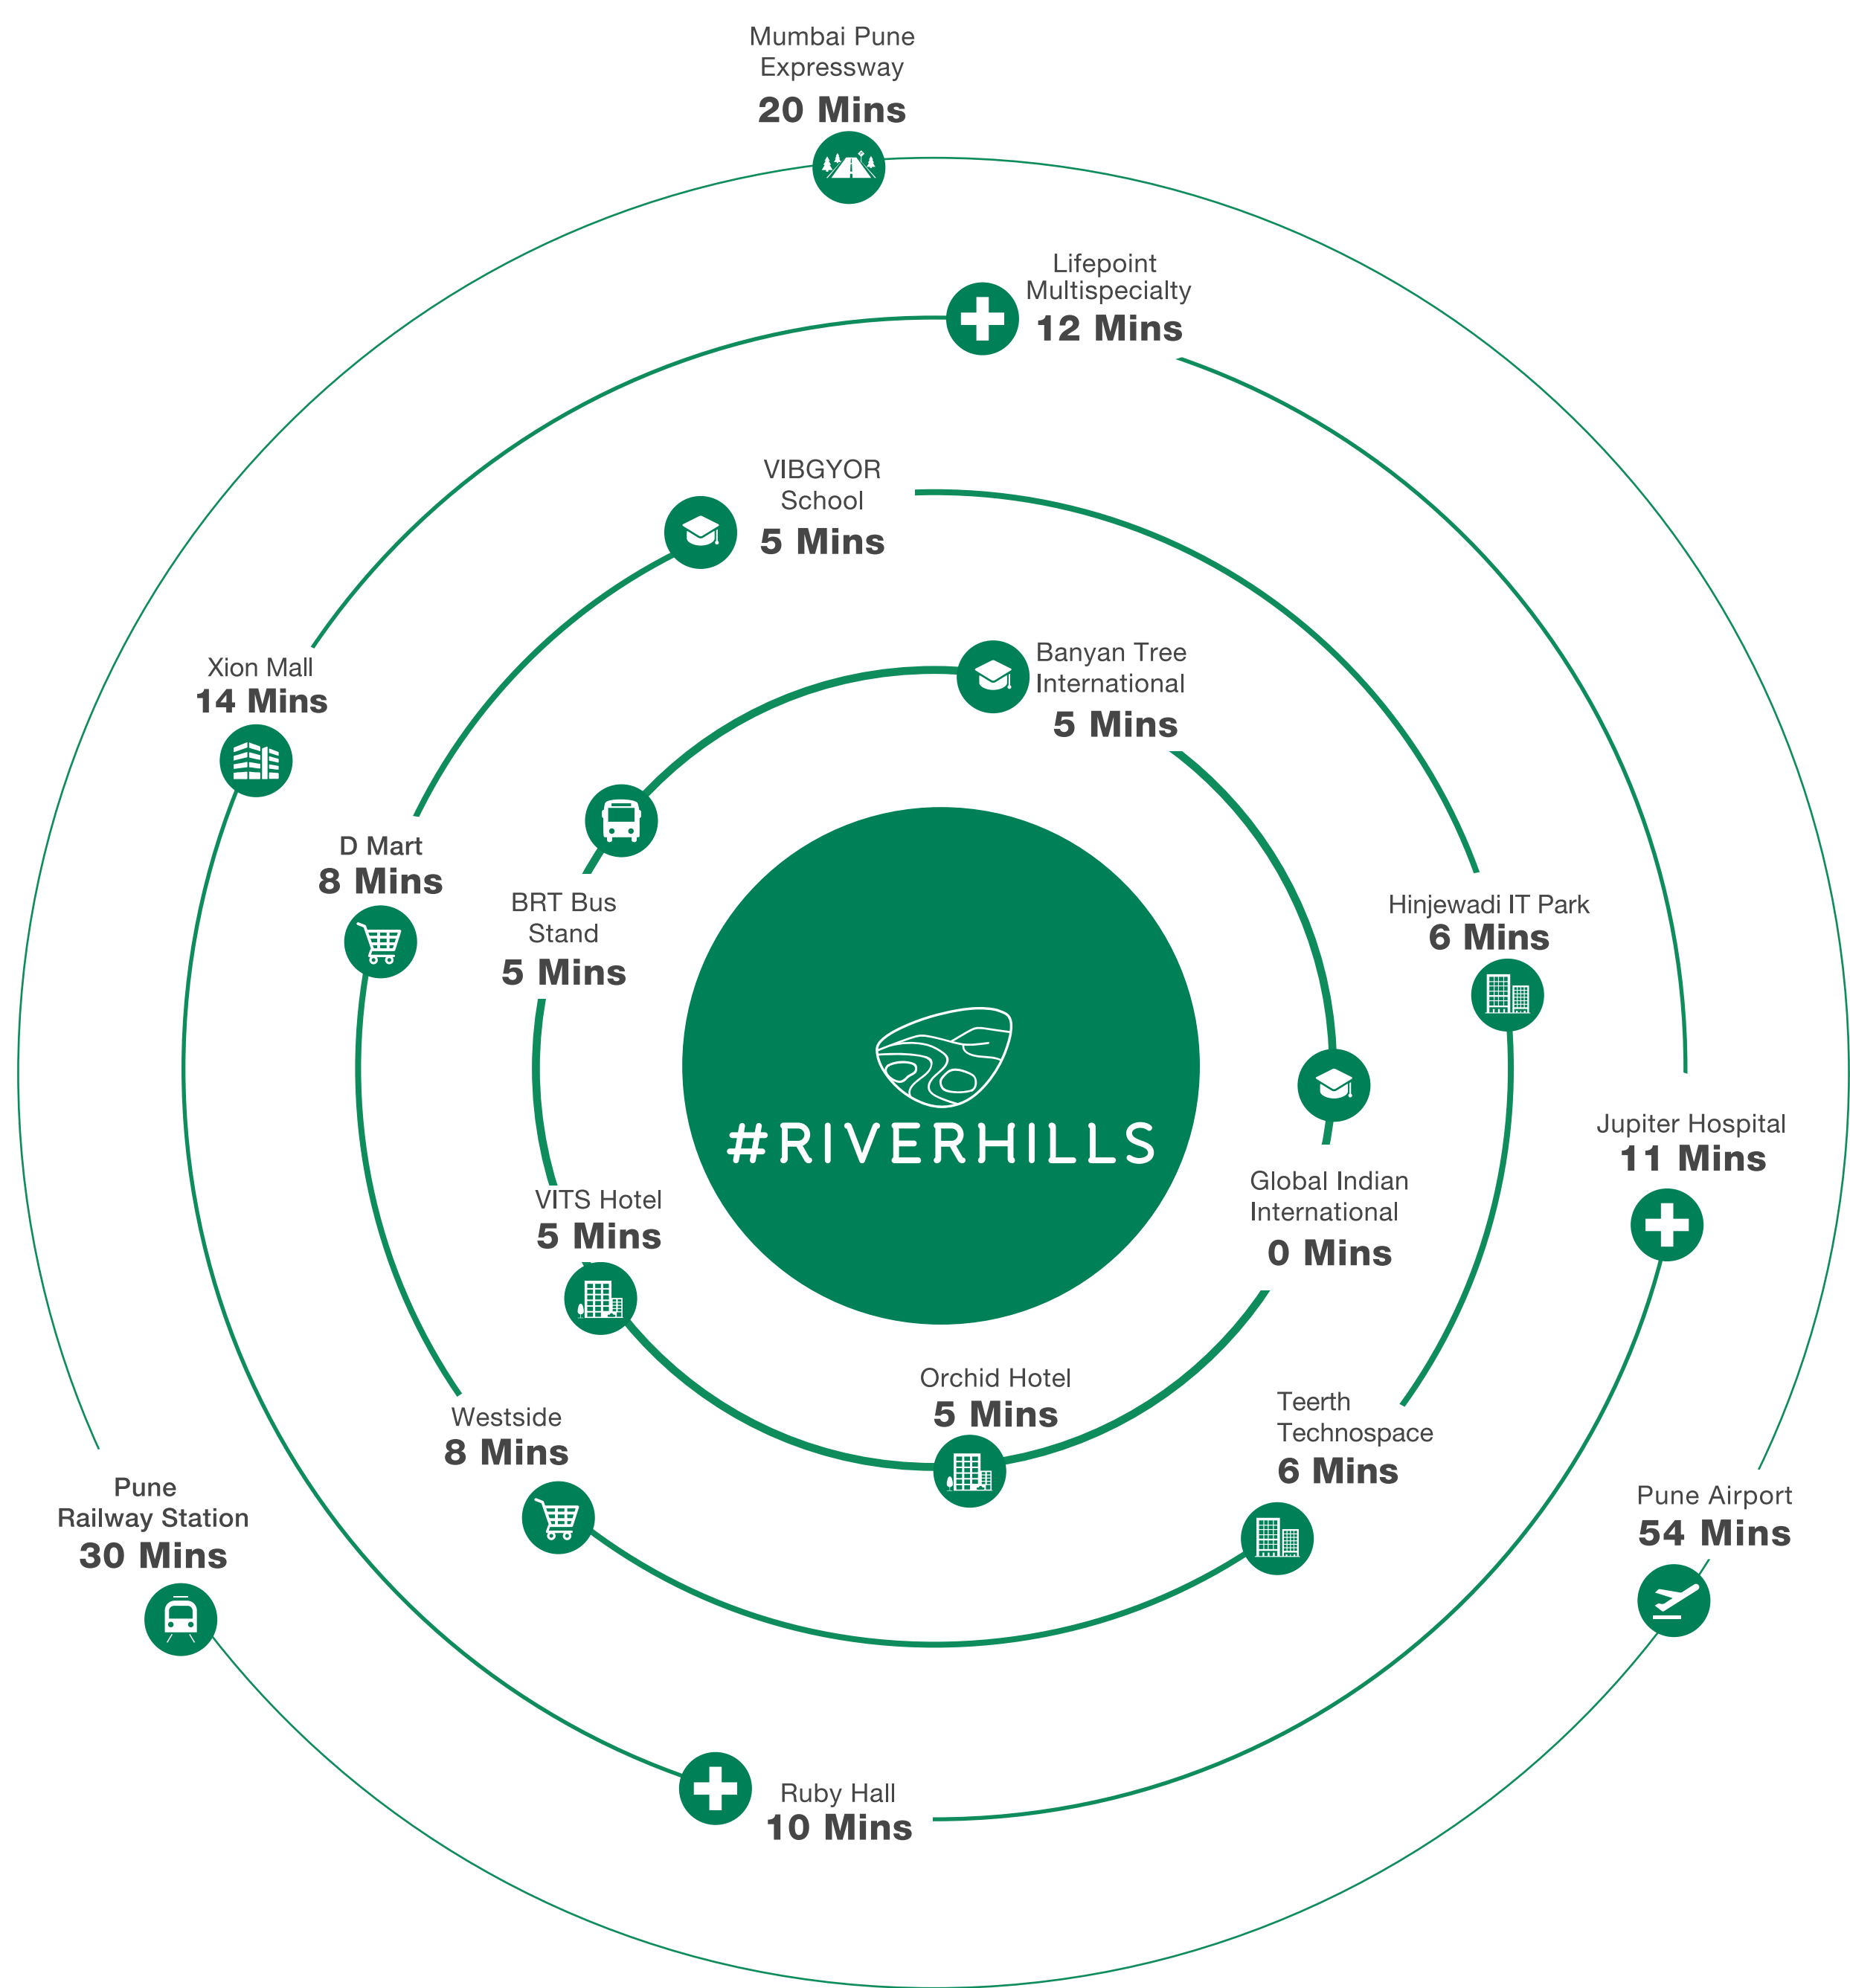 Mumbai Pune
Expressway
20 Mins
Lifepoint
Multispecialty
12 Mins
VIBGYOR
School
5 Mins
Banyan Tree
International
5 Mins
Xion Mall
14 Mins
D Mart
8 Mins
BRT Bus
Stand
5 Mins
Hinjewadi IT Park
6 Mins
#RIVERHILLS
Jupiter Hospital
11 Mins
Global Indian
International
0 Mins
VITS Hotel
5 Mins
Orchid Hotel
5 Mins
Teerth
Technospace
6 Mins
Westside
8 Mins
Pune
Railway Station
30 Mins
Pune Airport
54 Mins
Ruby Hall
10 Mins